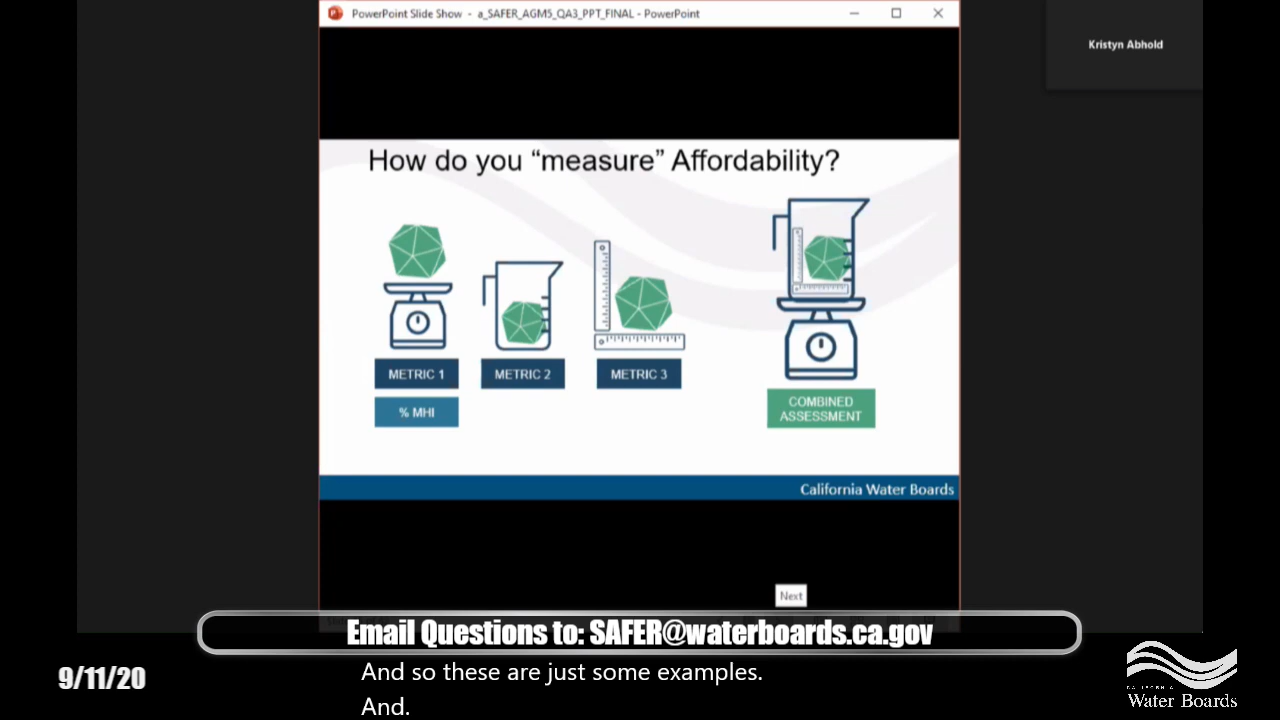 PowerPoint Slide Show - a_SAFER_AGM5_QA3_PPT_FINAL - PowerPoint
Kristyn Abhold
How do you “measure” Affordability?
METRIC 1
METRIC 2
METRIC 3
% MHI
COMBINED
ASSESSMENT
California Water Boards
Next
Email Questions to: SAFER@waterboards.ca.gov
9/11/20
And so these are just some examples.
And.
CALIFORNIA
Water Boards